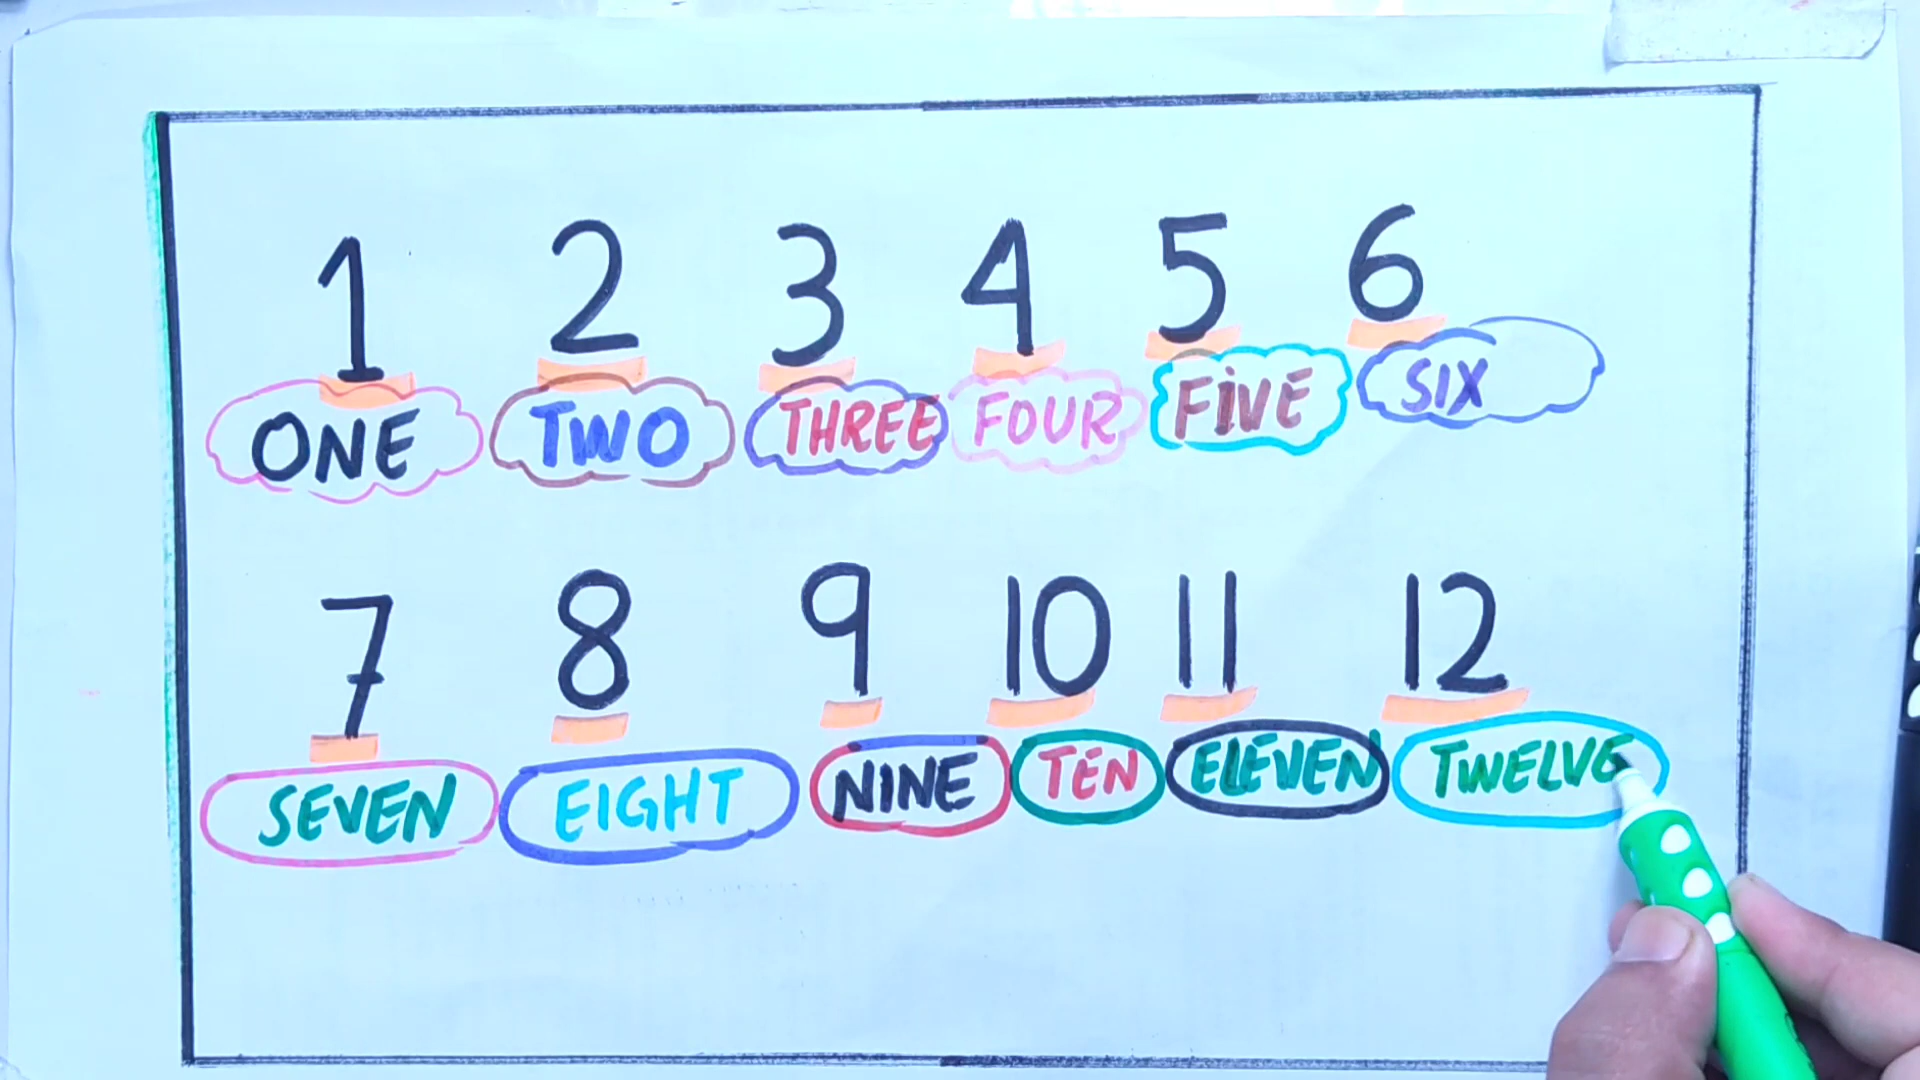 1 2 3 4 5 6
ONE TWO THREE FOUR FIVE SIX
7 8 9 10 11 12
SEVEN EIGHT NINE TEN ELEVEN TWELVE